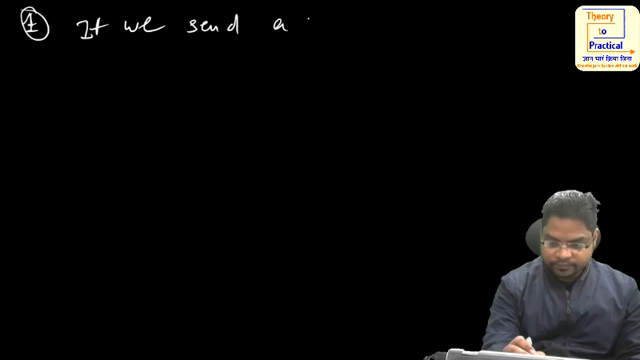 ① If we send a
Theory
to
Practical
ज्ञान भारं क्रिया विना